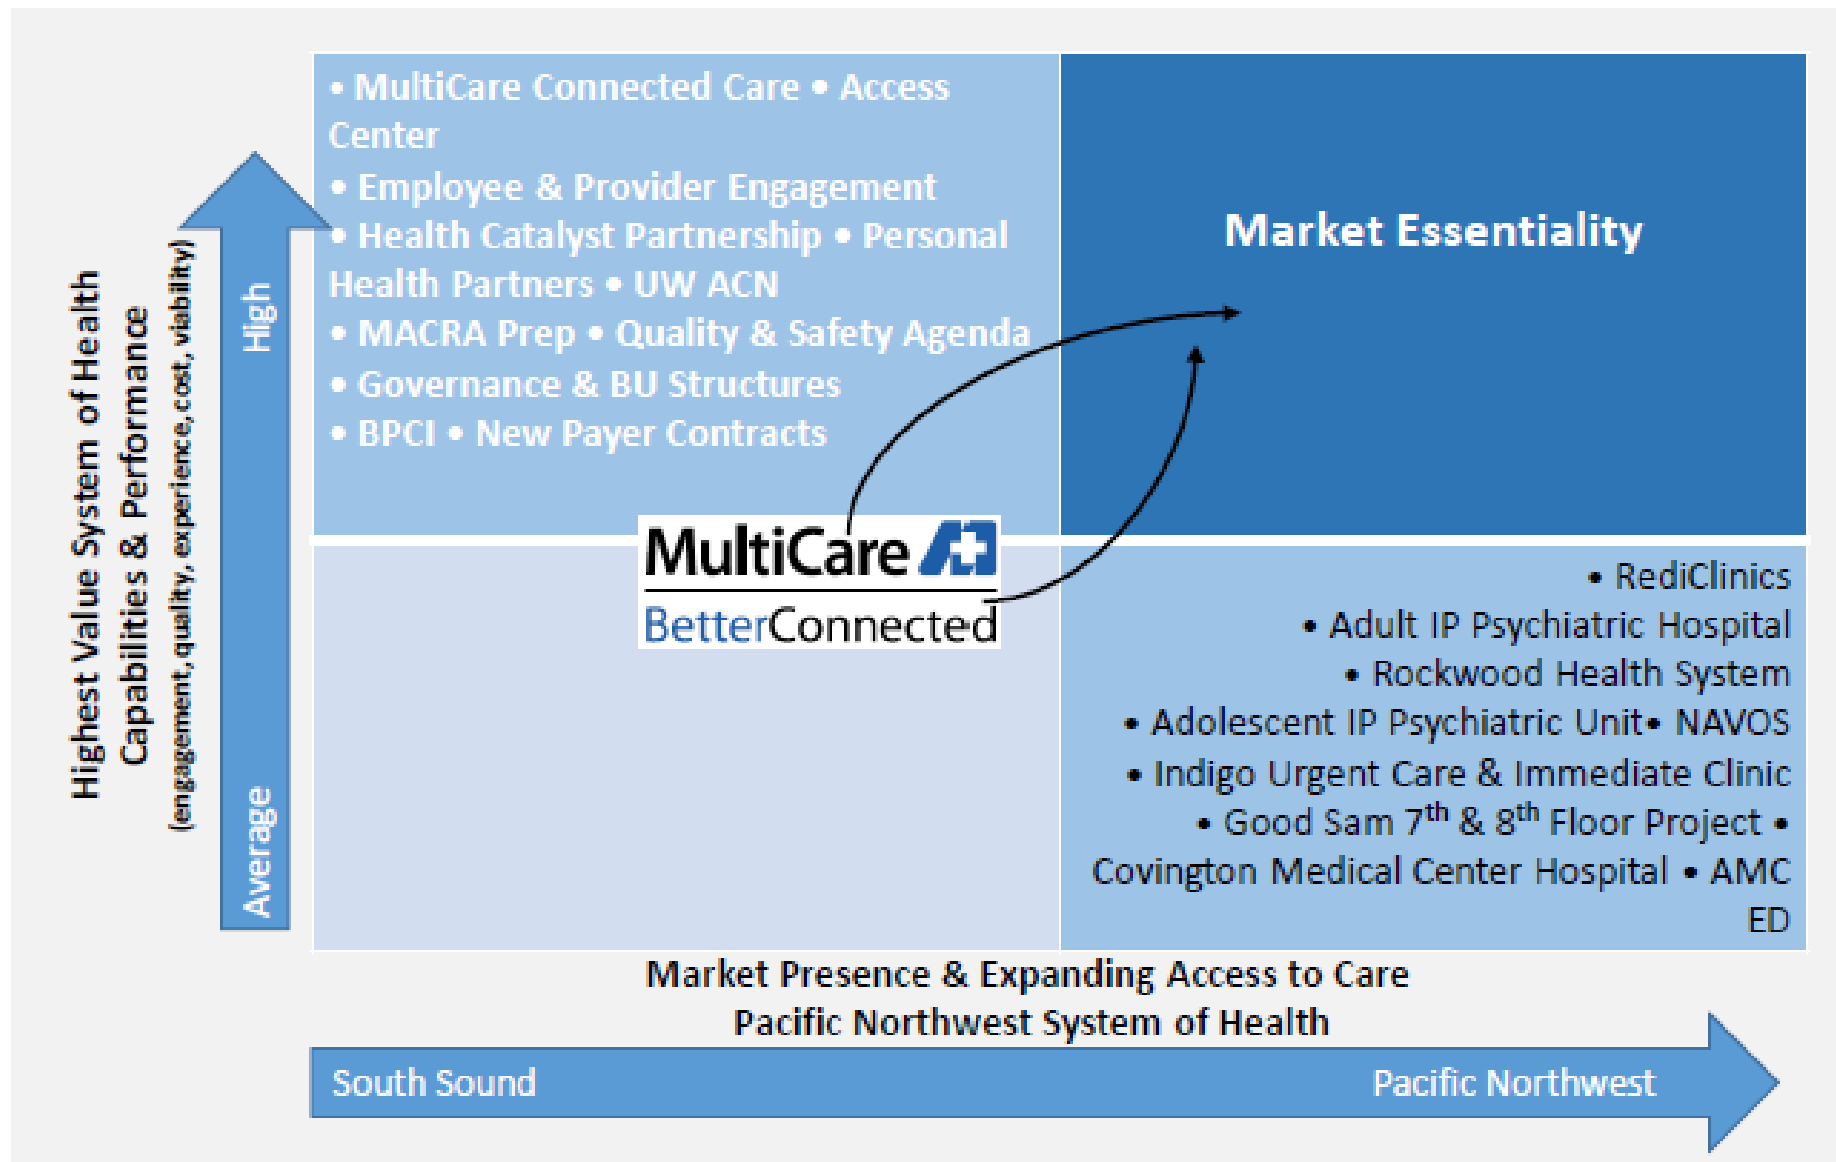 • MultiCare Connected Care • Access
Center
• Employee & Provider Engagement
• Health Catalyst Partnership • Personal
Health Partners • UW ACN
• MACRA Prep • Quality & Safety Agenda
• Governance & BU Structures
• BPCI • New Payer Contracts
Market Essentiality
Highest Value System of Health
Capabilities & Performance
(engagement, quality, experience, cost, viability)
High
Average
MultiCare
BetterConnected
• RediClinics
• Adult IP Psychiatric Hospital
• Rockwood Health System
• Adolescent IP Psychiatric Unit• NAVOS
• Indigo Urgent Care & Immediate Clinic
• Good Sam 7th & 8th Floor Project •
Covington Medical Center Hospital • AMC
ED
Market Presence & Expanding Access to Care
Pacific Northwest System of Health
South Sound
Pacific Northwest